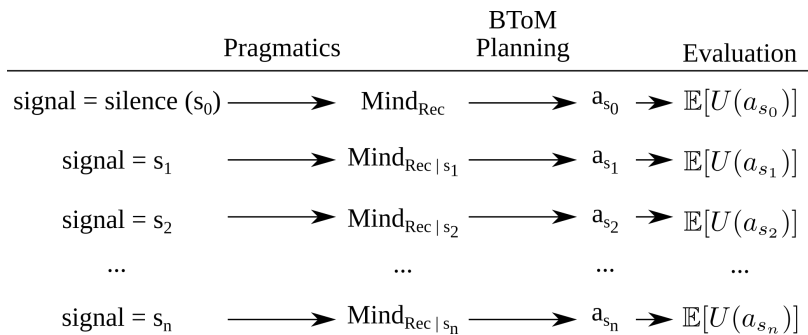 BToM
Pragmatics Planning Evaluation
signal = silence (s₀) Mind_Rec a_s₀ 𝔼[U(a_s₀)]
signal = s₁ Mind_Rec | s₁ a_s₁ 𝔼[U(a_s₁)]
signal = s₂ Mind_Rec | s₂ a_s₂ 𝔼[U(a_s₂)]
... ... ... ...
signal = sₙ Mind_Rec | sₙ a_sₙ 𝔼[U(a_sₙ)]